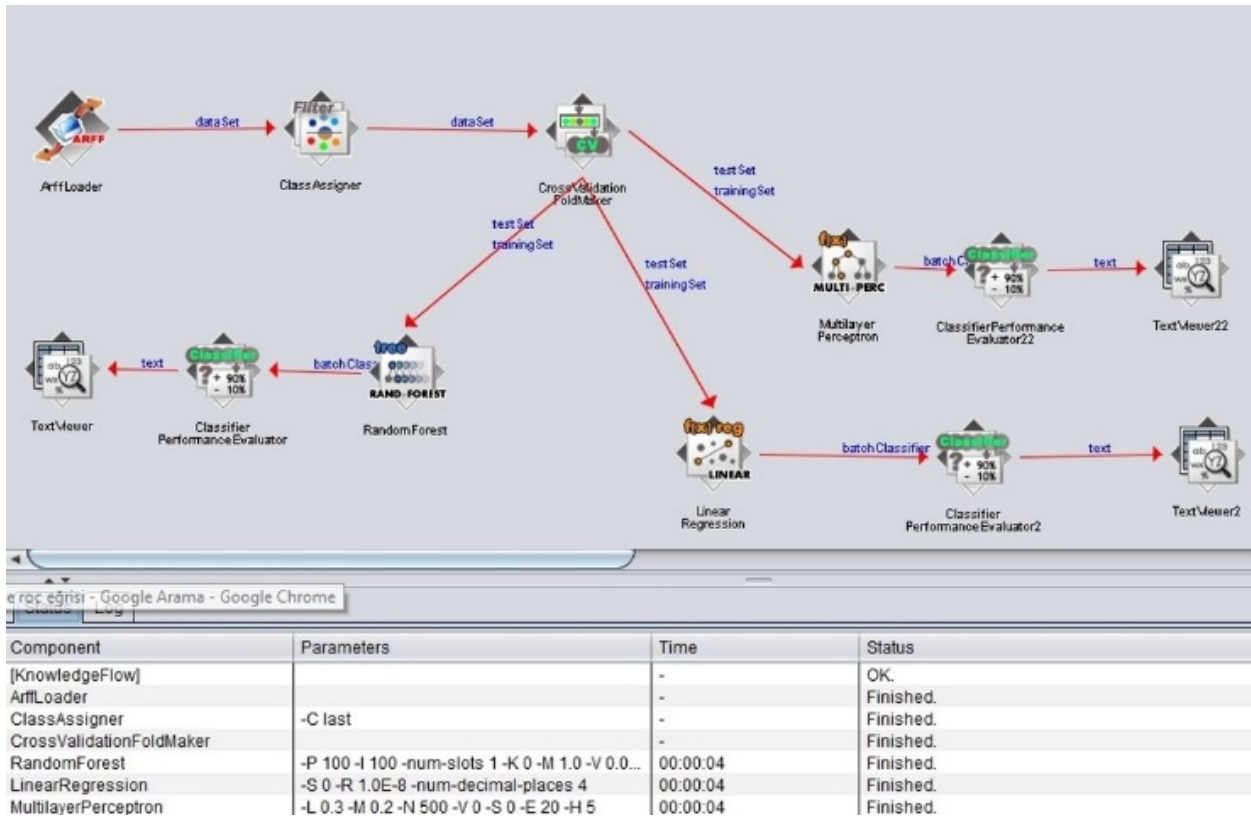 Filter
ARFF
dataSet
dataSet
CV
ArffLoader
ClassAssigner
CrossValidation
FoldMaker
testSet
trainingSet
testSet
trainingSet
testSet
trainingSet
f(x)
MULTI-PERC
batchC
Classifier
+ 90%
- 10%
text
Multilayer
Perceptron
ClassifierPerformance
Evaluator22
TextViewer22
text
Classifier
+ 90%
- 10%
batchClas
tree
RAND-FOREST
TextViewer
Classifier
PerformanceEvaluator
RandomForest
f(x) reg
LINEAR
batchClassifier
Classifier
+ 90%
- 10%
text
Linear
Regression
Classifier
PerformanceEvaluator2
TextViewer2
e roc eğrisi - Google Arama - Google Chrome
Status Log
Component Parameters Time Status
[KnowledgeFlow] - OK.
ArffLoader - Finished.
ClassAssigner -C last - Finished.
CrossValidationFoldMaker - Finished.
RandomForest -P 100 -I 100 -num-slots 1 -K 0 -M 1.0 -V 0.0... 00:00:04 Finished.
LinearRegression -S 0 -R 1.0E-8 -num-decimal-places 4 00:00:04 Finished.
MultilayerPerceptron -L 0.3 -M 0.2 -N 500 -V 0 -S 0 -E 20 -H 5 00:00:04 Finished.